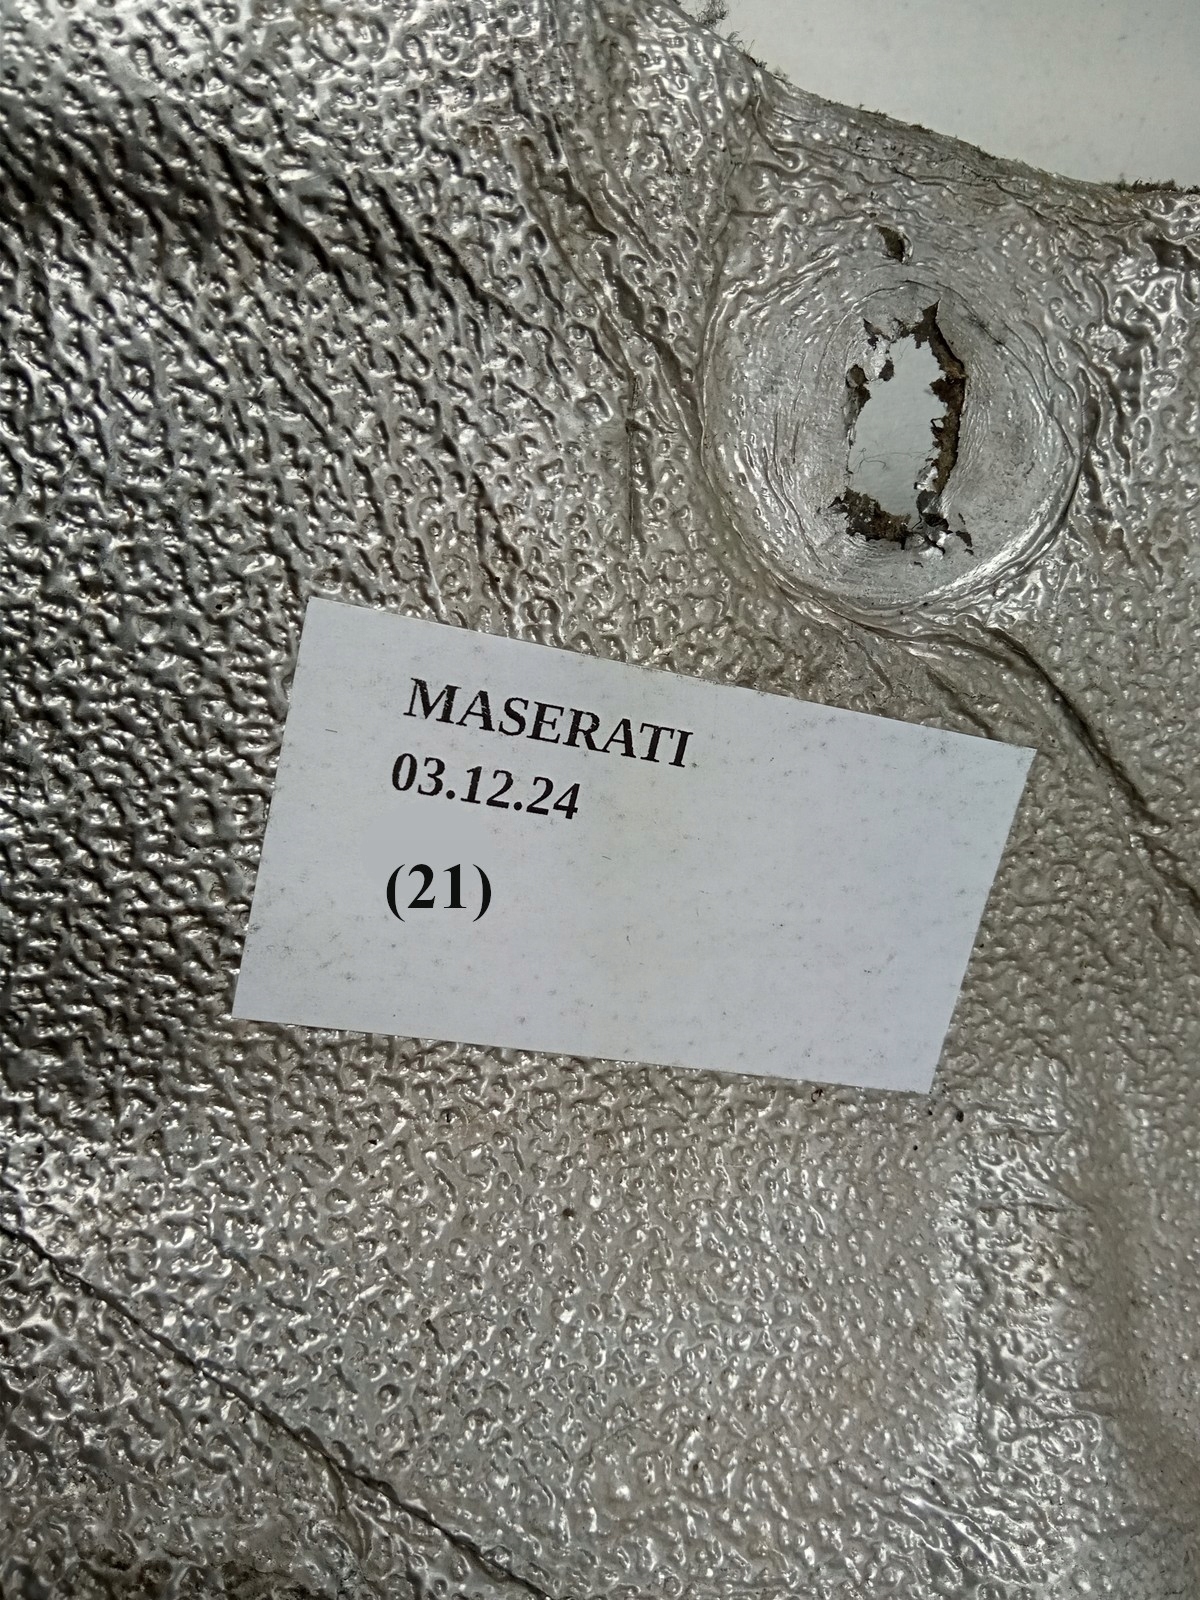 MASERATI
03.12.24
(21)